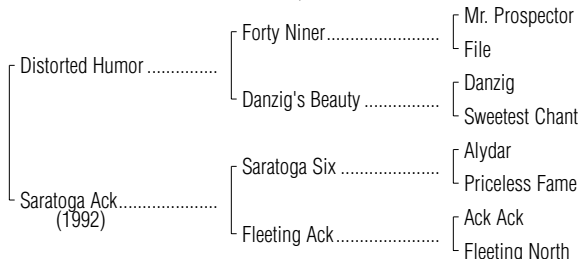 Mr. Prospector
Forty Niner.............................
File
Distorted Humor ...............
Danzig
Danzig's Beauty ................
Sweetest Chant
Alydar
Saratoga Six .....................
Priceless Fame
Saratoga Ack.....................
(1992)
Ack Ack
Fleeting Ack......................
Fleeting North